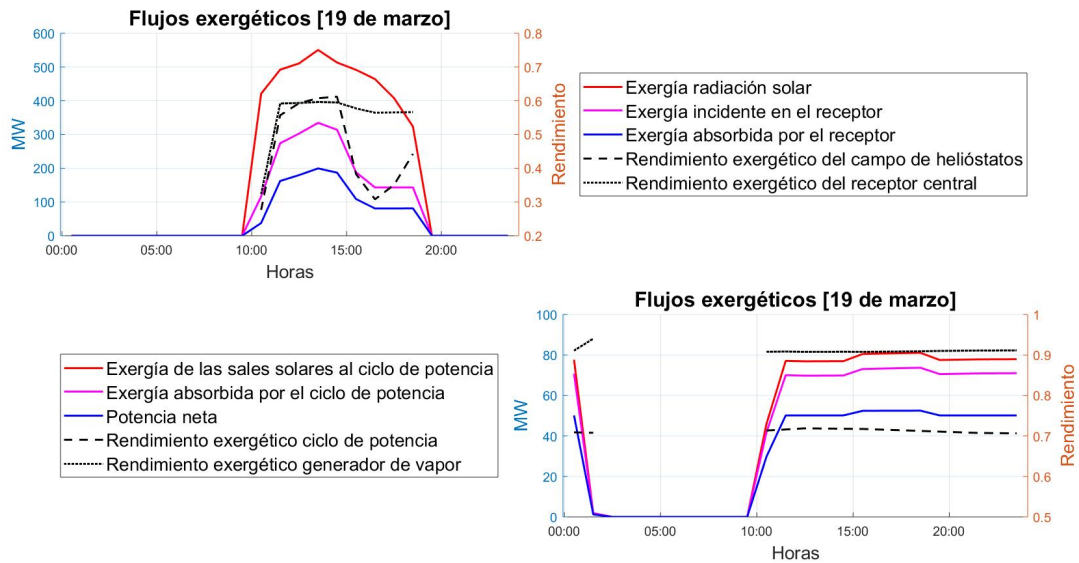 Flujos exergéticos [19 de marzo]
600
500
400
300
200
100
0
MW
0.8
0.7
0.6
0.5
0.4
0.3
0.2
Rendimiento
00:00 05:00 10:00 15:00 20:00
Horas
Exergía radiación solar
Exergía incidente en el receptor
Exergía absorbida por el receptor
Rendimiento exergético del campo de helióstatos
Rendimiento exergético del receptor central
Exergía de las sales solares al ciclo de potencia
Exergía absorbida por el ciclo de potencia
Potencia neta
Rendimiento exergético ciclo de potencia
Rendimiento exergético generador de vapor
Flujos exergéticos [19 de marzo]
100
80
60
40
20
0
MW
1
0.9
0.8
0.7
0.6
0.5
Rendimiento
00:00 05:00 10:00 15:00 20:00
Horas